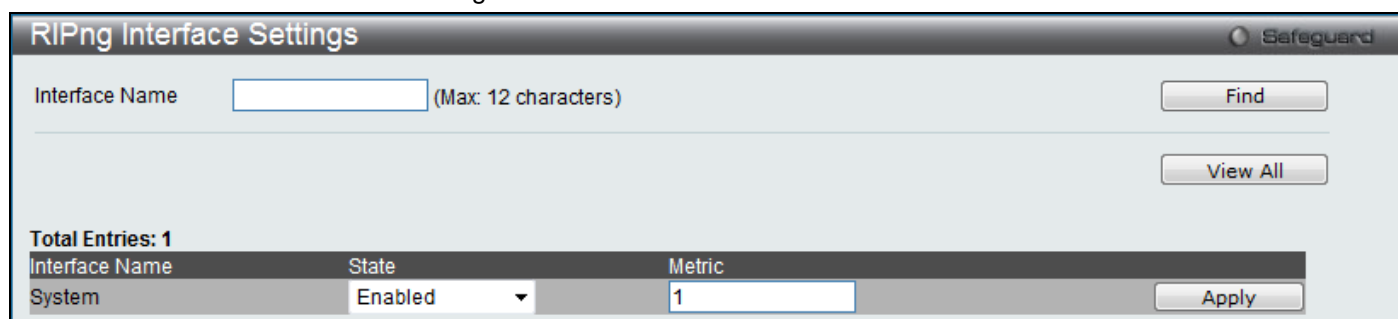 RIPng Interface Settings Safeguard
Interface Name (Max: 12 characters) Find
View All
Total Entries: 1
Interface Name State Metric
System Enabled 1 Apply